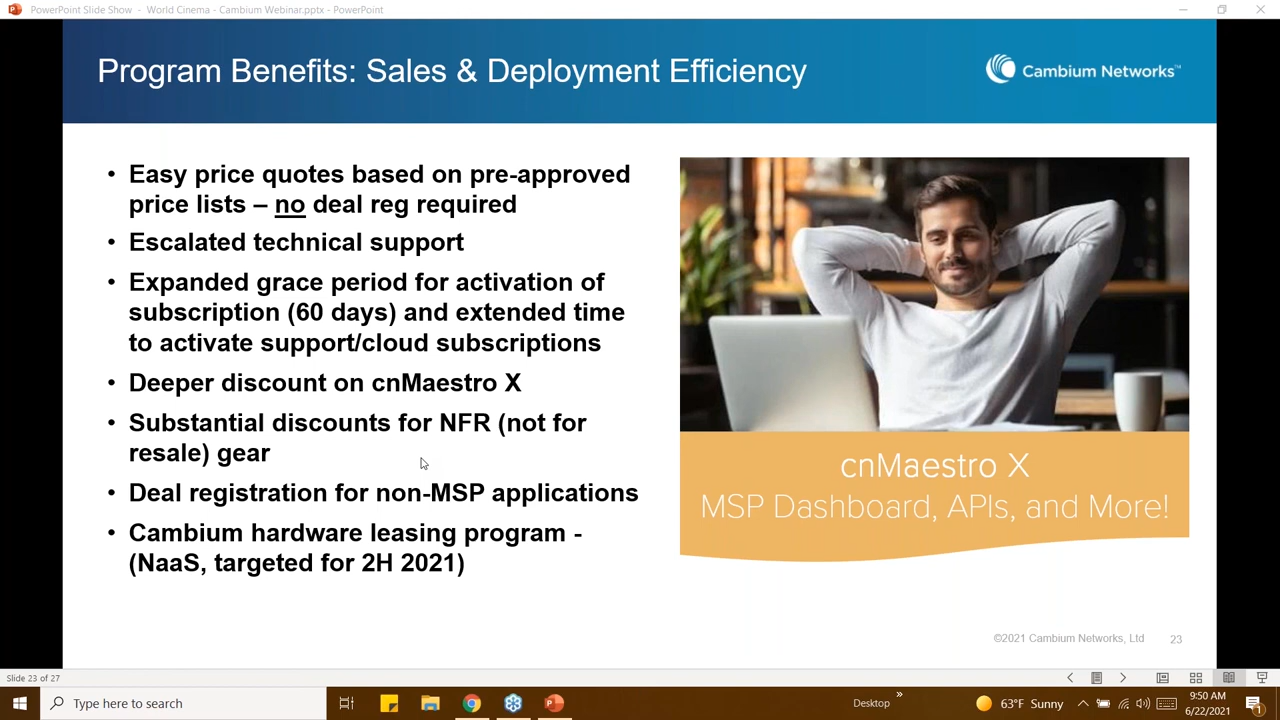 PowerPoint Slide Show - World Cinema - Cambium Webinar.pptx - PowerPoint
Program Benefits: Sales & Deployment Efficiency
Cambium Networks™
• Easy price quotes based on pre-approved
price lists – no deal reg required
• Escalated technical support
• Expanded grace period for activation of
subscription (60 days) and extended time
to activate support/cloud subscriptions
• Deeper discount on cnMaestro X
• Substantial discounts for NFR (not for
resale) gear
• Deal registration for non-MSP applications
• Cambium hardware leasing program -
(NaaS, targeted for 2H 2021)
cnMaestro X
MSP Dashboard, APIs, and More!
©2021 Cambium Networks, Ltd
23
Slide 23 of 27
Type here to search
Desktop
63°F Sunny
9:50 AM
6/22/2021
1